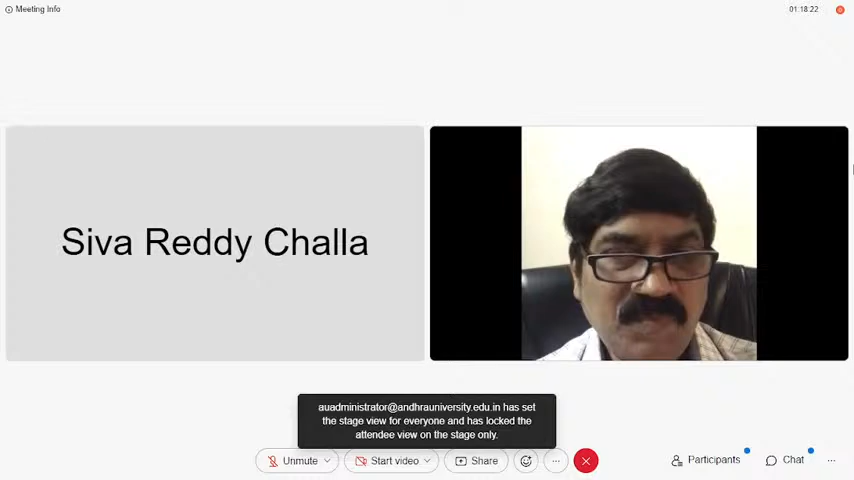 Meeting Info
01:18:22
Siva Reddy Challa
auadministrator@andhrauniversity.edu.in has set
the stage view for everyone and has locked the
attendee view on the stage only.
Unmute
Start video
Share
Participants
Chat